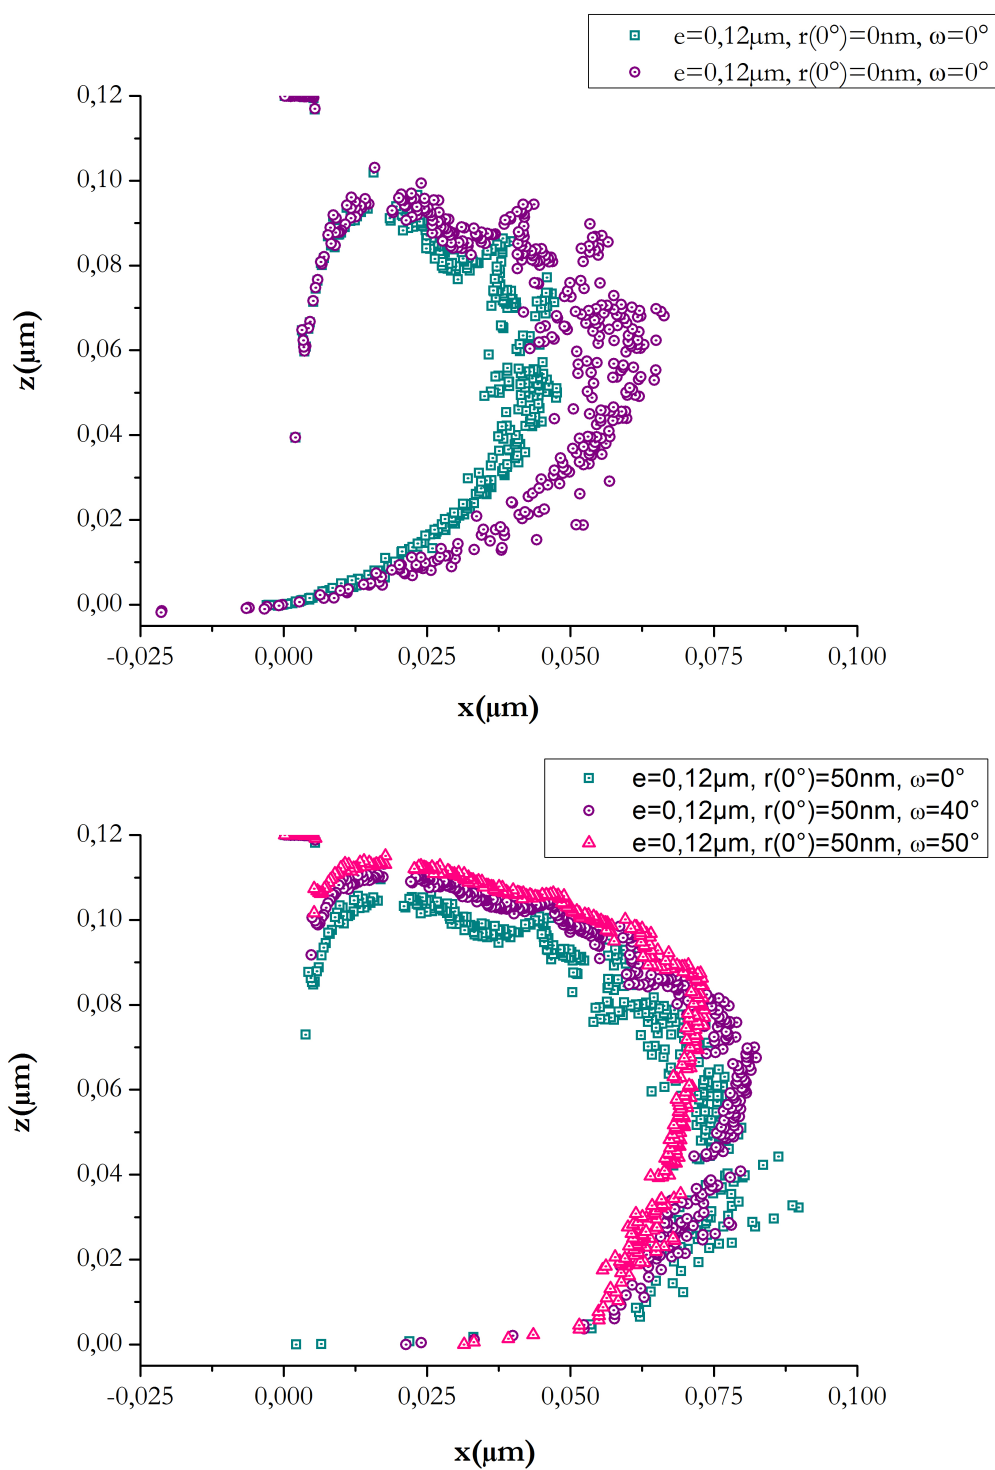 e=0,12µm, r(0°)=0nm, ω=0°
e=0,12µm, r(0°)=0nm, ω=0°
0,12
0,10
0,08
0,06
0,04
0,02
0,00
z(µm)
-0,025 0,000 0,025 0,050 0,075 0,100
x(µm)
e=0,12µm, r(0°)=50nm, ω=0°
e=0,12µm, r(0°)=50nm, ω=40°
e=0,12µm, r(0°)=50nm, ω=50°
0,12
0,10
0,08
0,06
0,04
0,02
0,00
z(µm)
-0,025 0,000 0,025 0,050 0,075 0,100
x(µm)